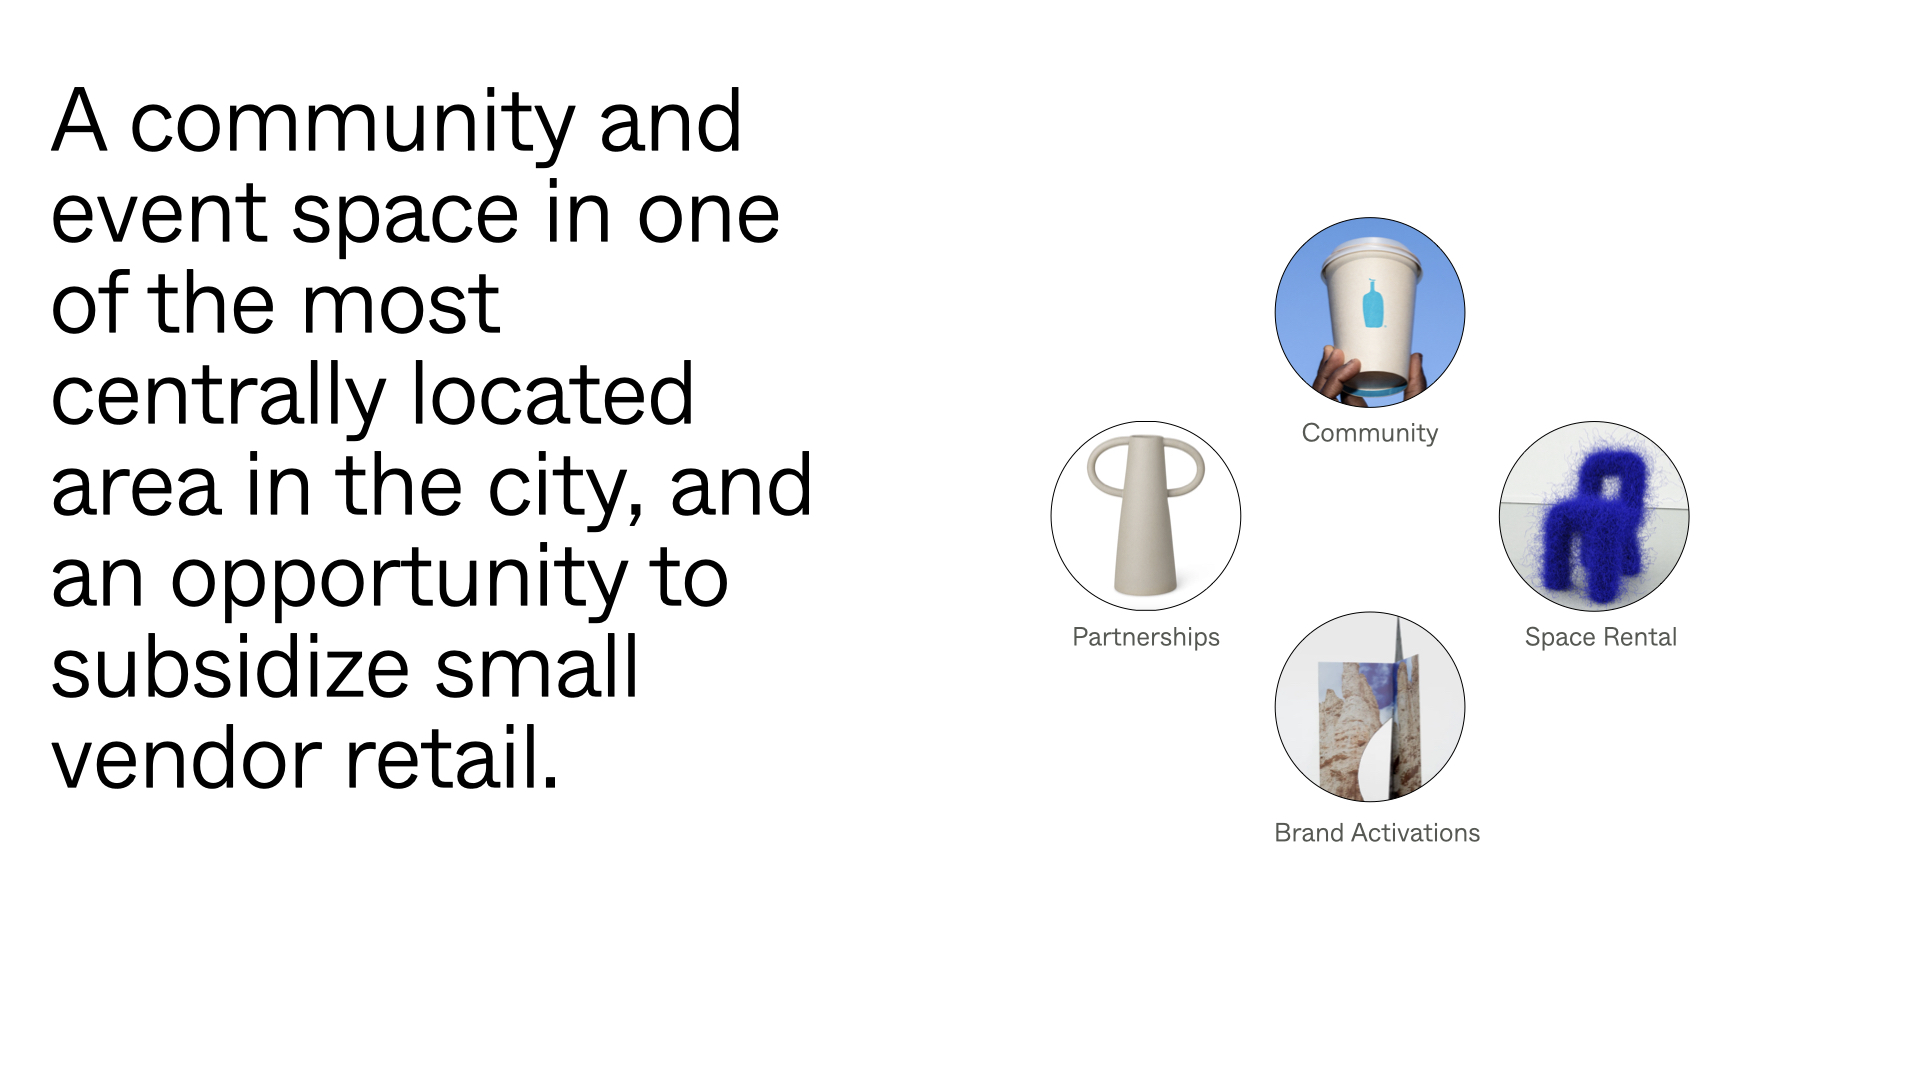 A community and
event space in one
of the most
centrally located
area in the city, and
an opportunity to
subsidize small
vendor retail.
Community
Partnerships
Space Rental
Brand Activations